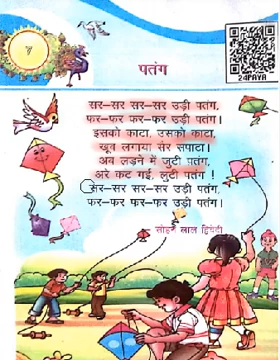 ७
24PAYA
पतंग
सर-सर सर-सर उड़ी पतंग,
फर-फर फर-फर उड़ी पतंग।
इसको काटा, उसको काटा,
खूब लगाया सैर सपाटा।
अब लड़ने में जुटी पतंग,
अरे कट गई, लुटी पतंग !
सर-सर सर-सर उड़ी पतंग,
फर-फर फर-फर उड़ी पतंग।
सोहन लाल द्विवेदी